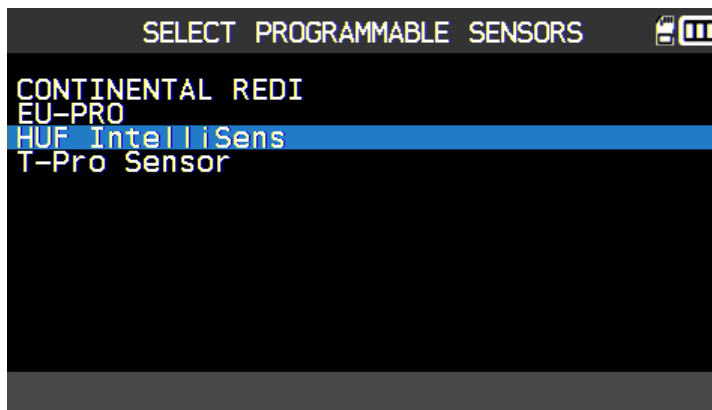 SELECT PROGRAMMABLE SENSORS
CONTINENTAL REDI
EU-PRO
HUF IntelliSens
T-Pro Sensor